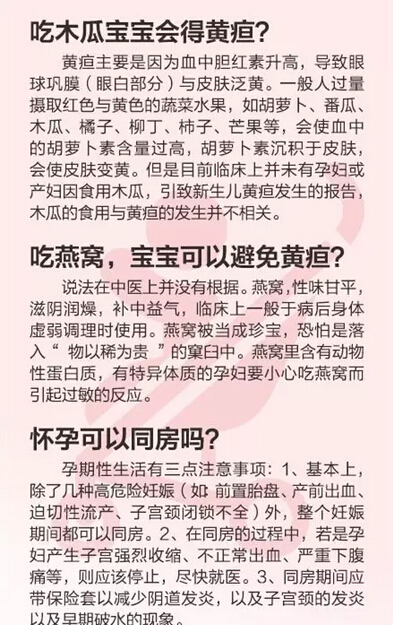 吃木瓜宝宝会得黄疸?
黄疸主要是因为血中胆红素升高，导致眼
球巩膜（眼白部分）与皮肤泛黄。一般人过量
摄取红色与黄色的蔬菜水果，如胡萝卜、番瓜、
木瓜、橘子、柳丁、柿子、芒果等，会使血中
的胡萝卜素含量过高，胡萝卜素沉积于皮肤，
会使皮肤变黄。但是目前临床上并未有孕妇或
产妇因食用木瓜，引致新生儿黄疸发生的报告，
木瓜的食用与黄疸的发生并不相关。
吃燕窝，宝宝可以避免黄疸?
说法在中医上并没有根据。燕窝，性味甘平，
滋阴润燥，补中益气，临床上一般于病后身体
虚弱调理时使用。燕窝被当成珍宝，恐怕是落
入“物以稀为贵”的窠臼中。燕窝里含有动物
性蛋白质，有特异体质的孕妇要小心吃燕窝而
引起过敏的反应。
怀孕可以同房吗?
孕期性生活有三点注意事项：1、基本上，
除了几种高危险妊娠（如:前置胎盘、产前出血、
迫切性流产、子宫颈闭锁不全）外，整个妊娠
期间都可以同房。2、在同房的过程中，若是孕
妇产生子宫强烈收缩、不正常出血、严重下腹
痛等，则应该停止，尽快就医。3、同房期间应
带保险套以减少阴道发炎，以及子宫颈的发炎
以及早期破水的现象。